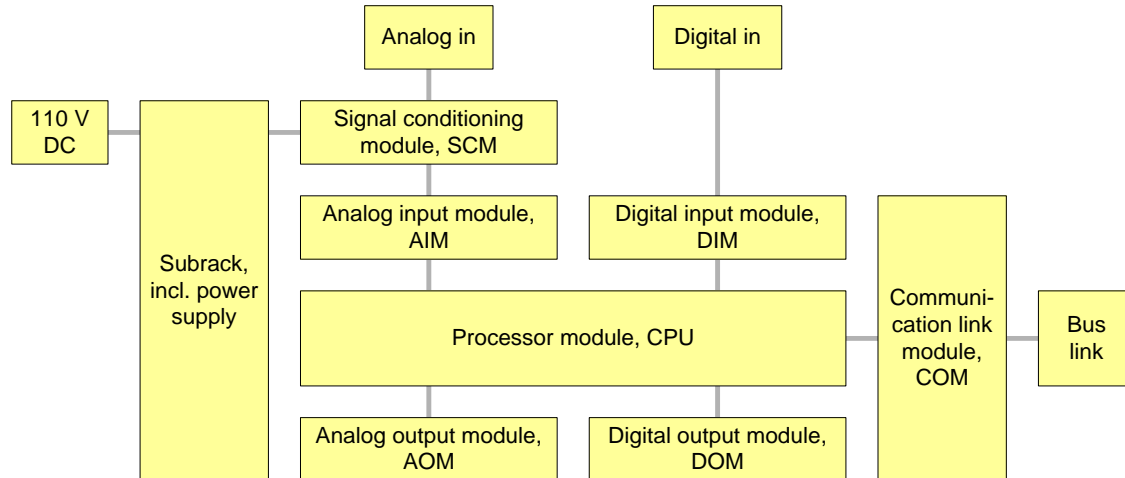 Analog in
Digital in
110 V
DC
Signal conditioning
module, SCM
Analog input module,
AIM
Digital input module,
DIM
Subrack,
incl. power
supply
Processor module, CPU
Communi-
cation link
module,
COM
Bus
link
Analog output module,
AOM
Digital output module,
DOM